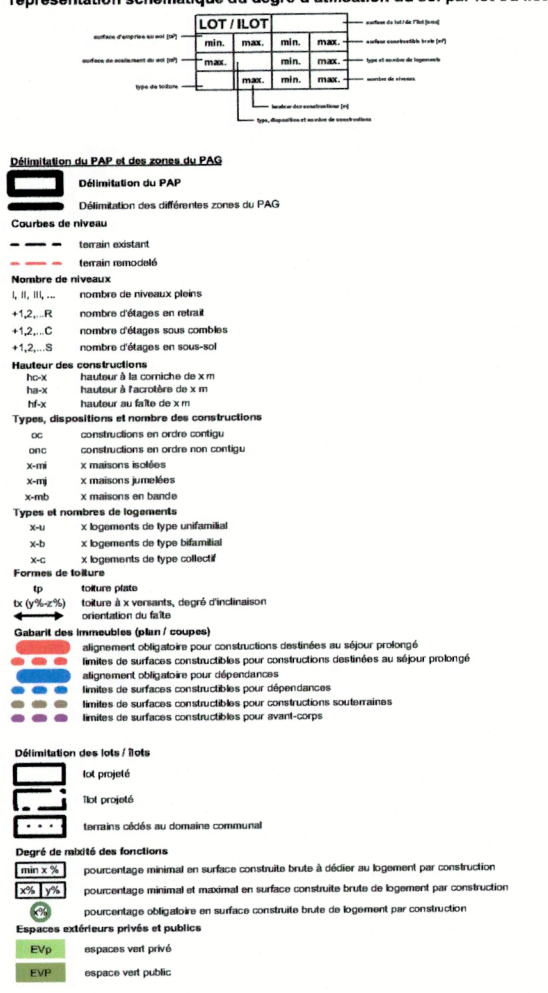 représentation schématique du degré d'utilisation du sol par lot ou îlot
LOT / ILOT
surface du lot / de l'îlot [ares]
surface d'emprise au sol [m²]
min. max. min. max.
surface constructible brute [m²]
surface de scellement du sol [m²]
max. min. max.
type et nombre de logements
type de toiture
max. min. max.
nombre de niveaux
hauteur des constructions [m]
type, disposition et nombre de constructions
Délimitation du PAP et des zones du PAG
Délimitation du PAP
Délimitation des différentes zones du PAG
Courbes de niveau
terrain existant
terrain remodelé
Nombre de niveaux
I, II, III, ... nombre de niveaux pleins
+1,2,...R nombre d'étages en retrait
+1,2,...C nombre d'étages sous combles
+1,2,...S nombre d'étages en sous-sol
Hauteur des constructions
hc-x hauteur à la corniche de x m
ha-x hauteur à l'acrotère de x m
hf-x hauteur au faîte de x m
Types, dispositions et nombre des constructions
oc constructions en ordre contigu
onc constructions en ordre non contigu
x-mi x maisons isolées
x-mj x maisons jumelées
x-mb x maisons en bande
Types et nombres de logements
x-u x logements de type unifamilial
x-b x logements de type bifamilial
x-c x logements de type collectif
Formes de toiture
tp toiture plate
tx (y%-z%) toiture à x versants, degré d'inclinaison
orientation du faîte
Gabarit des immeubles (plan / coupes)
alignement obligatoire pour constructions destinées au séjour prolongé
limites de surfaces constructibles pour constructions destinées au séjour prolongé
alignement obligatoire pour dépendances
limites de surfaces constructibles pour dépendances
limites de surfaces constructibles pour constructions souterraines
limites de surfaces constructibles pour avant-corps
Délimitation des lots / îlots
lot projeté
îlot projeté
terrains cédés au domaine communal
Degré de mixité des fonctions
min x % pourcentage minimal en surface construite brute à dédier au logement par construction
x% y% pourcentage minimal et maximal en surface construite brute de logement par construction
x% pourcentage obligatoire en surface construite brute de logement par construction
Espaces extérieurs privés et publics
EVp espaces vert privé
EVP espace vert public